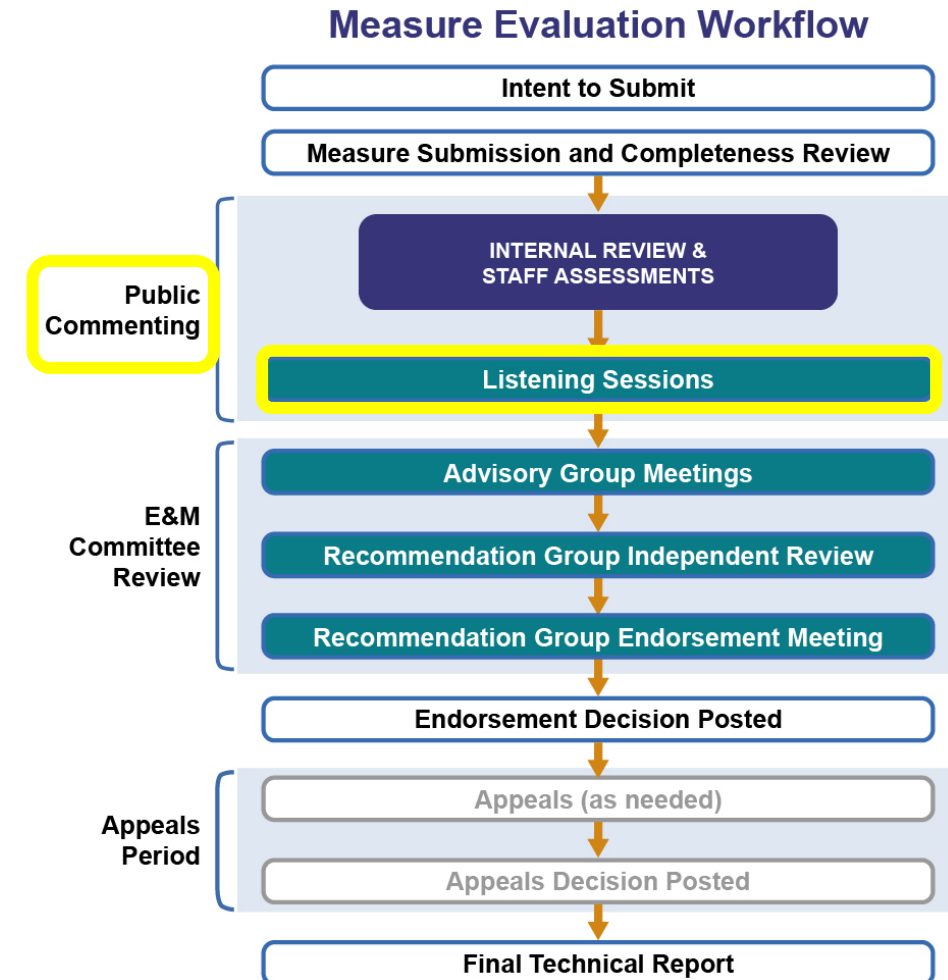 Measure Evaluation Workflow
Intent to Submit
Measure Submission and Completeness Review
Public
Commenting
INTERNAL REVIEW &
STAFF ASSESSMENTS
Listening Sessions
E&M
Committee
Review
Advisory Group Meetings
Recommendation Group Independent Review
Recommendation Group Endorsement Meeting
Endorsement Decision Posted
Appeals
Period
Appeals (as needed)
Appeals Decision Posted
Final Technical Report